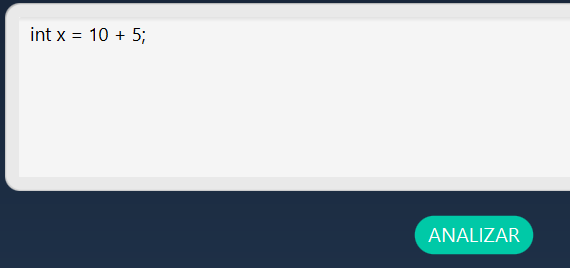 int x = 10 + 5;
ANALIZAR